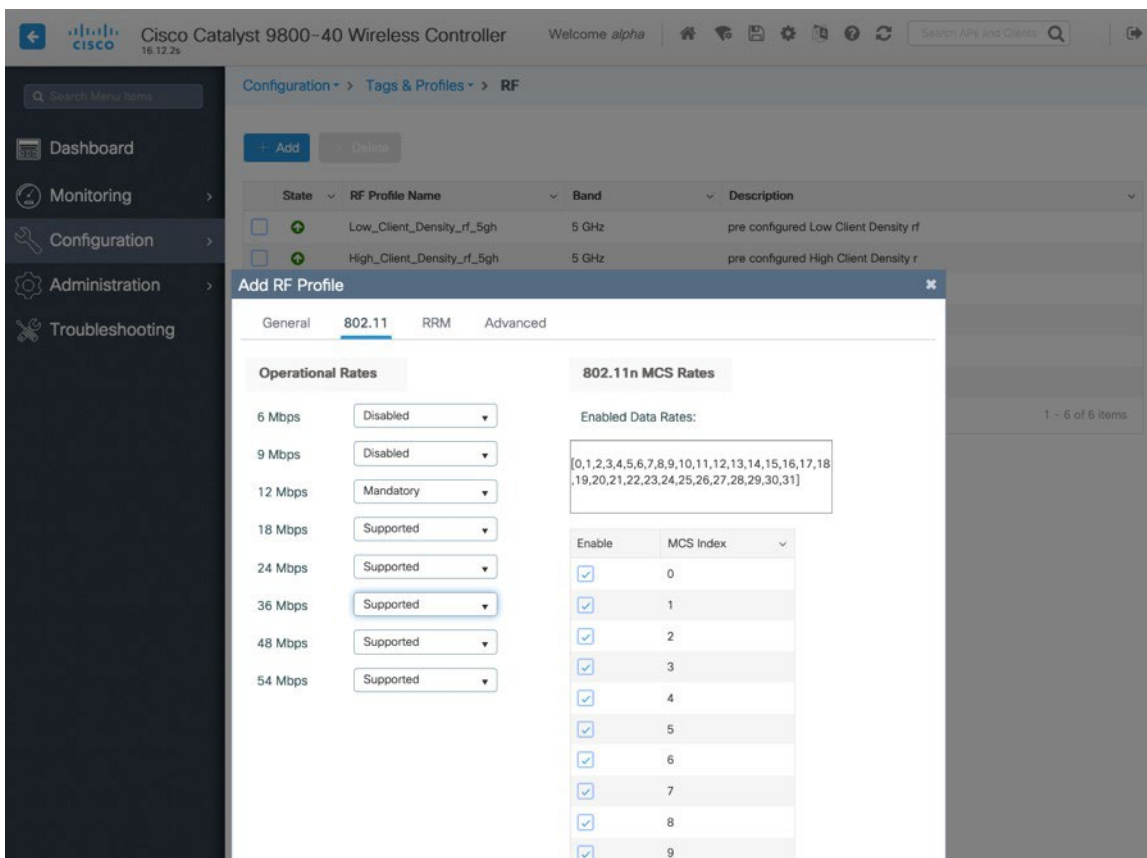 CISCO
Cisco Catalyst 9800-40 Wireless Controller
16.12.2s
Welcome alpha
Search APs and Clients
Search Menu Items
Dashboard
Monitoring
Configuration
Administration
Troubleshooting
Configuration > Tags & Profiles > RF
+ Add
× Delete
State RF Profile Name Band Description
Low_Client_Density_rf_5gh 5 GHz pre configured Low Client Density rf
High_Client_Density_rf_5gh 5 GHz pre configured High Client Density r
1 - 6 of 6 items
Add RF Profile
General 802.11 RRM Advanced
Operational Rates
6 Mbps Disabled
9 Mbps Disabled
12 Mbps Mandatory
18 Mbps Supported
24 Mbps Supported
36 Mbps Supported
48 Mbps Supported
54 Mbps Supported
802.11n MCS Rates
Enabled Data Rates:
[0,1,2,3,4,5,6,7,8,9,10,11,12,13,14,15,16,17,18
,19,20,21,22,23,24,25,26,27,28,29,30,31]
Enable MCS Index
0
1
2
3
4
5
6
7
8
9